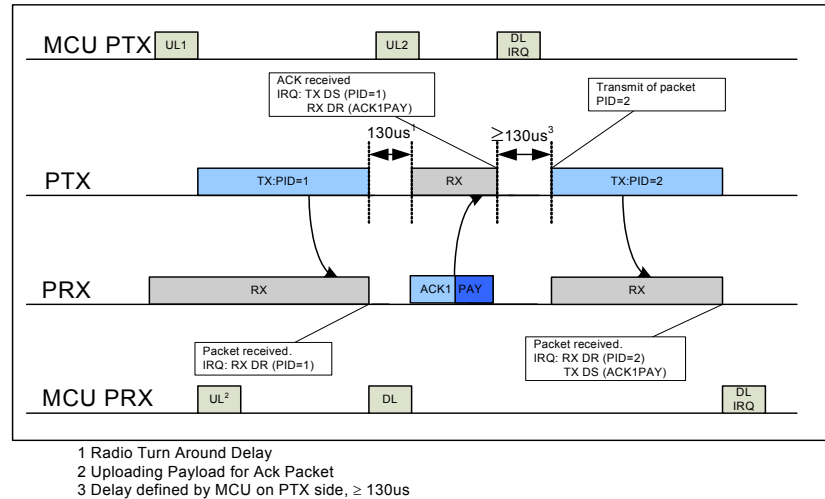 MCU PTX
UL1
UL2
DL
IRQ
ACK received
IRQ: TX DS (PID=1)
RX DR (ACK1PAY)
Transmit of packet
PID=2
130us¹
≥130us³
PTX
TX:PID=1
RX
TX:PID=2
PRX
RX
ACK1 PAY
RX
Packet received.
IRQ: RX DR (PID=1)
Packet received.
IRQ: RX DR (PID=2)
TX DS (ACK1PAY)
MCU PRX
UL²
DL
DL
IRQ
1 Radio Turn Around Delay
2 Uploading Payload for Ack Packet
3 Delay defined by MCU on PTX side, ≥ 130us